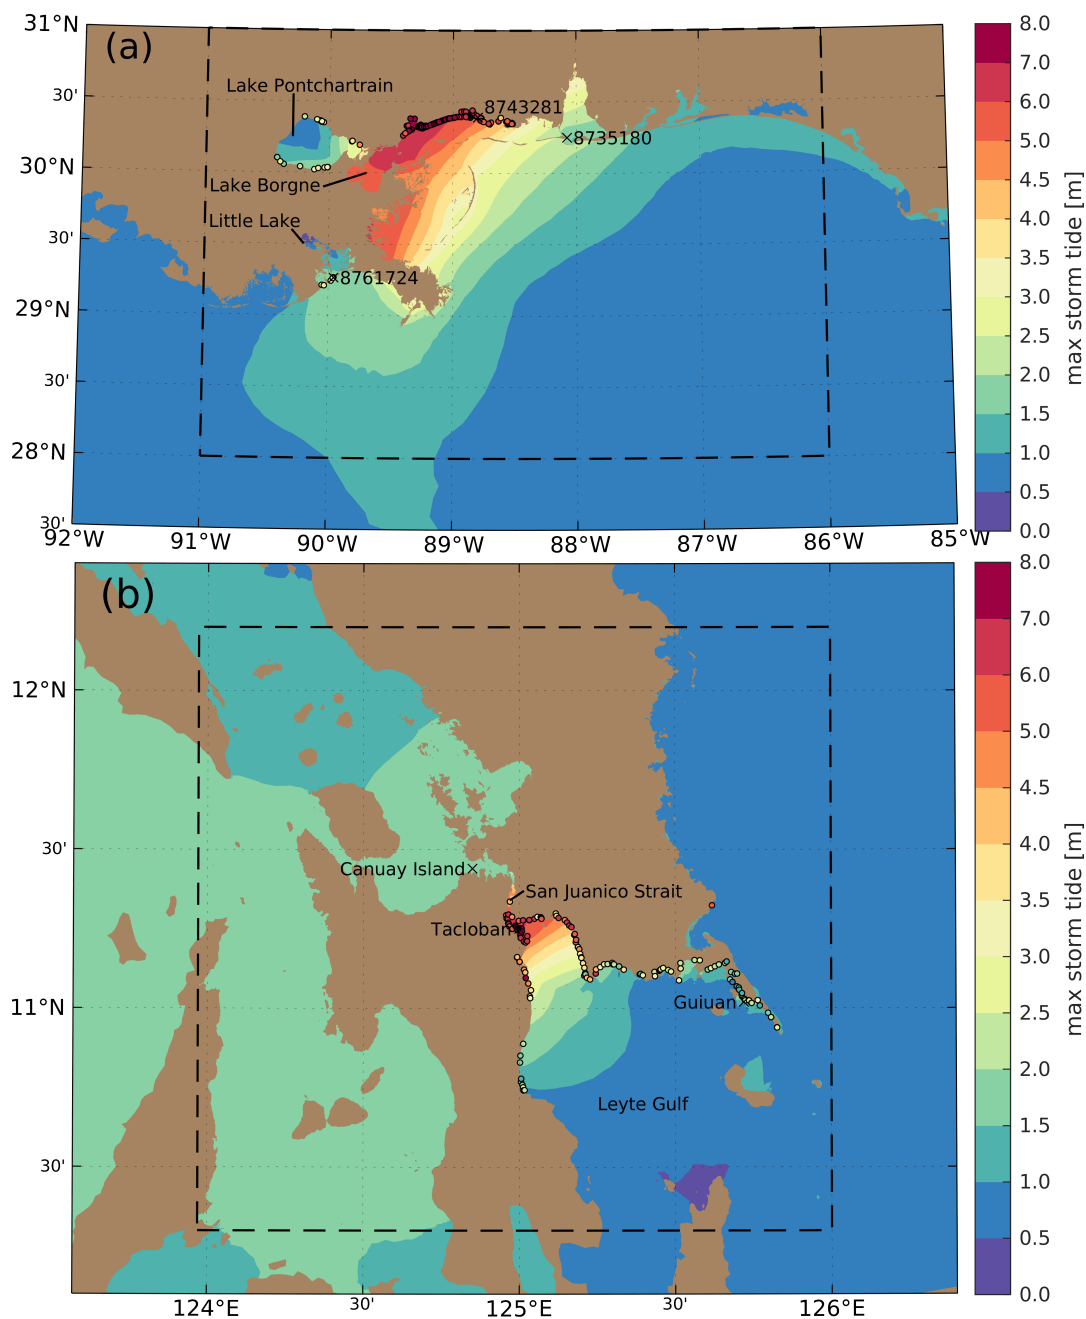 31°N
(a)
8.0
Lake Pontchartrain
7.0
30'
8743281
6.0
×8735180
5.0
30°N
Lake Borgne
4.5
Little Lake
4.0
30'
3.5
×8761724
3.0
29°N
2.5
30'
2.0
1.5
28°N
1.0
0.5
30'
0.0
max storm tide [m]
92°W
91°W
90°W
89°W
88°W
87°W
86°W
85°W
(b)
8.0
7.0
12°N
6.0
5.0
4.5
30'
Canuay Island×
4.0
San Juanico Strait
3.5
Tacloban
3.0
11°N
Guiuan
2.5
2.0
Leyte Gulf
1.5
30'
1.0
0.5
0.0
max storm tide [m]
124°E
30'
125°E
30'
126°E